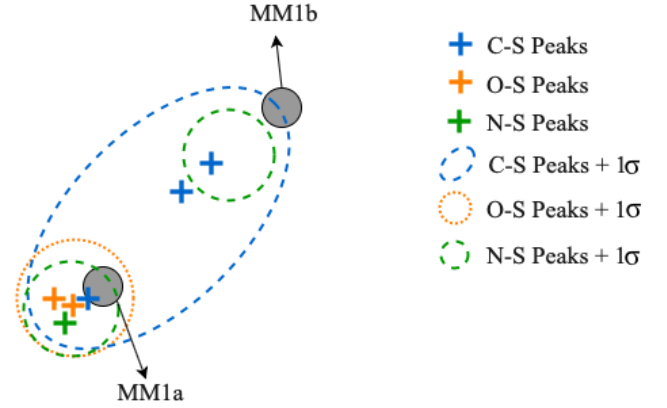 MM1b
MM1a
C-S Peaks
O-S Peaks
N-S Peaks
C-S Peaks + 1σ
O-S Peaks + 1σ
N-S Peaks + 1σ